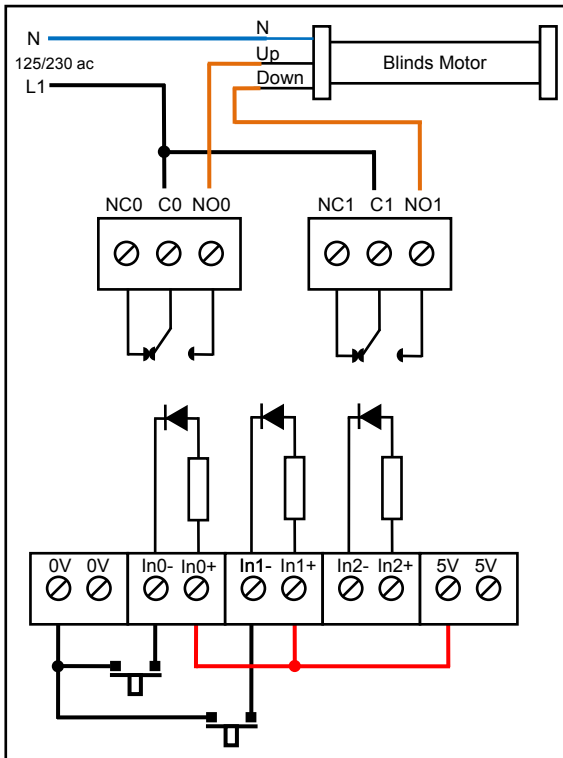 N
N
125/230 ac
L1
Up
Down
Blinds Motor
NC0 C0 NO0
NC1 C1 NO1
0V 0V In0- In0+ In1- In1+ In2- In2+ 5V 5V